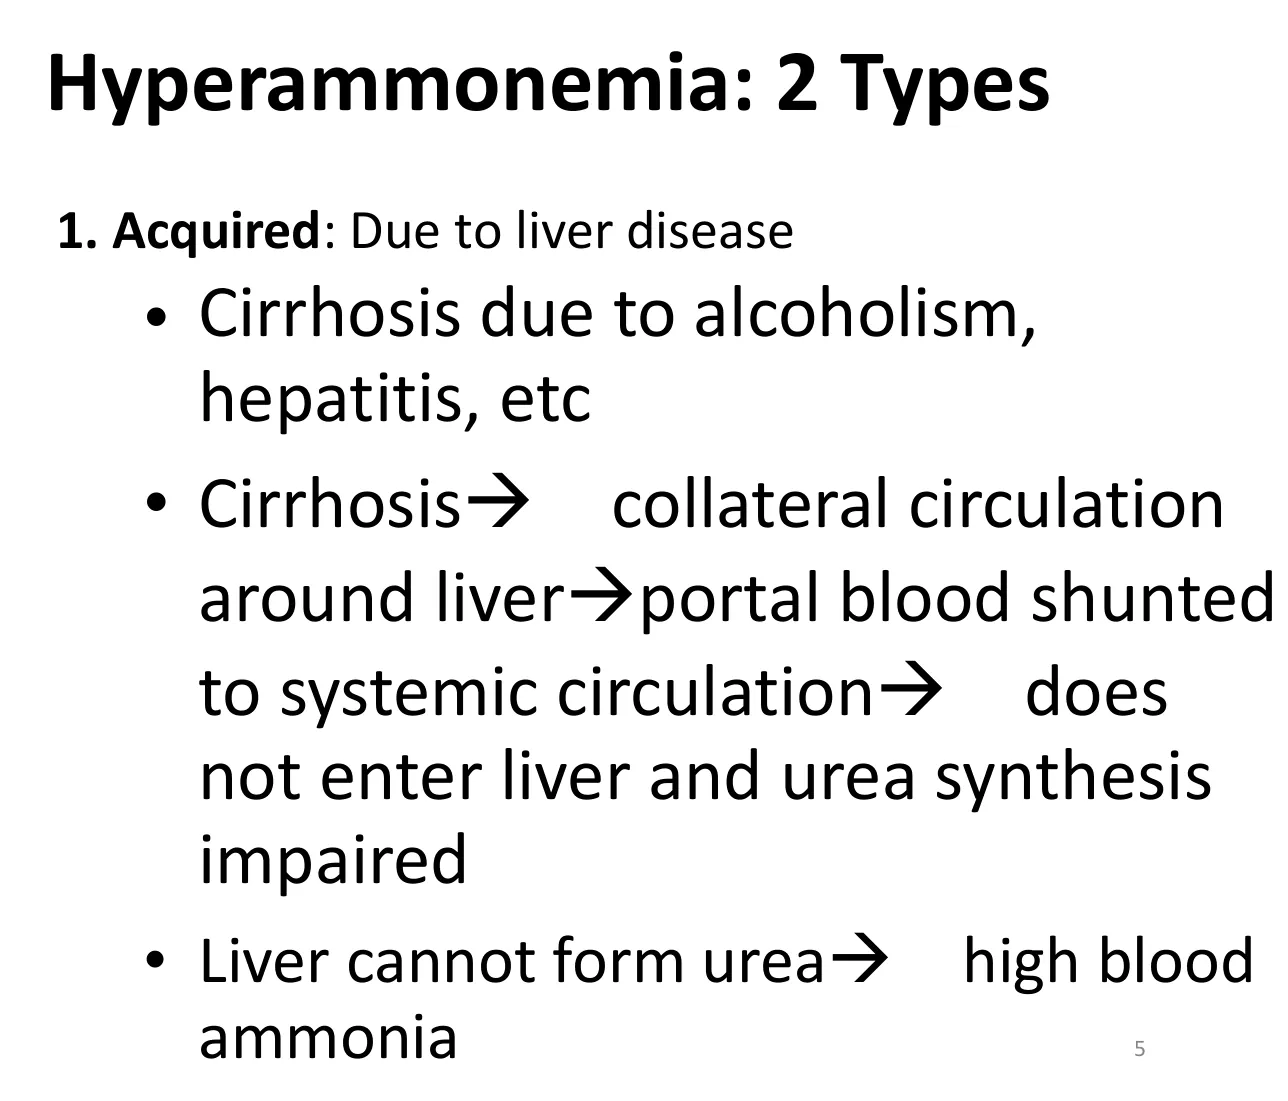 Hyperammonemia: 2 Types
1. Acquired: Due to liver disease
• Cirrhosis due to alcoholism,
hepatitis, etc
• Cirrhosis→ collateral circulation
around liver→portal blood shunted
to systemic circulation→ does
not enter liver and urea synthesis
impaired
• Liver cannot form urea→ high blood
ammonia
5